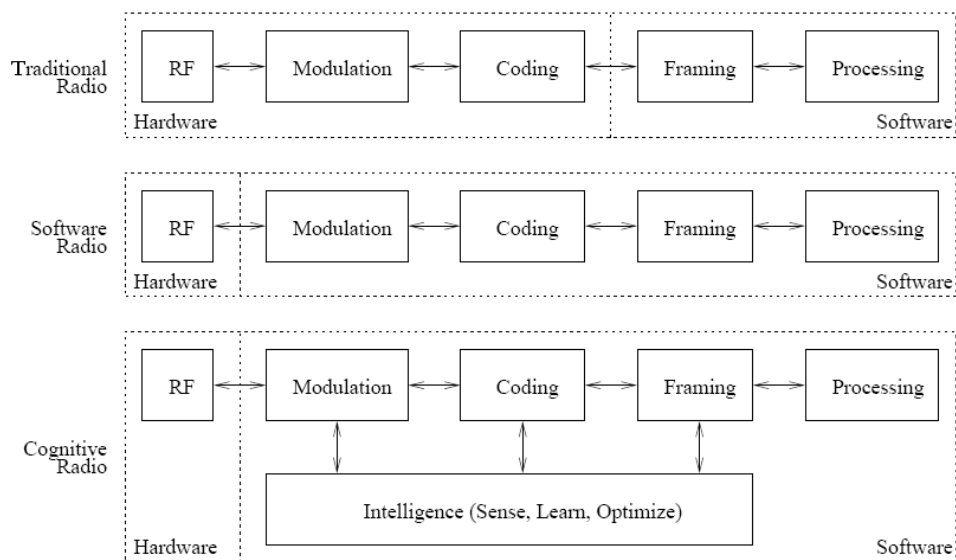 Traditional
Radio
RF
Modulation
Coding
Framing
Processing
Hardware
Software
Software
Radio
RF
Modulation
Coding
Framing
Processing
Hardware
Software
Cognitive
Radio
RF
Modulation
Coding
Framing
Processing
Intelligence (Sense, Learn, Optimize)
Hardware
Software